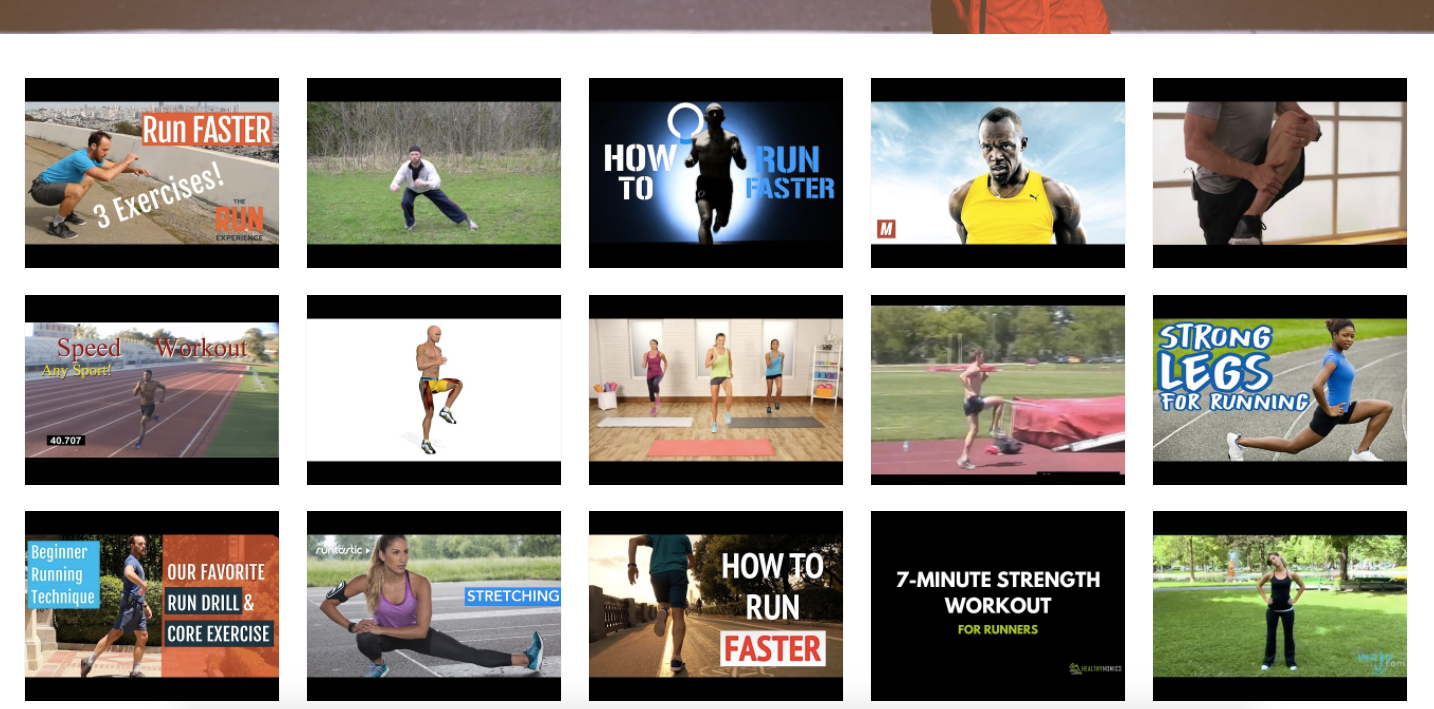 Run FASTER
3 Exercises!
THE
RUN
EXPERIENCE
HOW
TO
RUN
FASTER
M
Speed Workout
Any Sport!
40.707
STRONG
LEGS
FOR RUNNING
Beginner
Running
Technique
OUR FAVORITE
RUN DRILL &
CORE EXERCISE
runtastic
STRETCHING
HOW TO
RUN
FASTER
7-MINUTE STRENGTH
WORKOUT
FOR RUNNERS
HEALTHYNOMICS